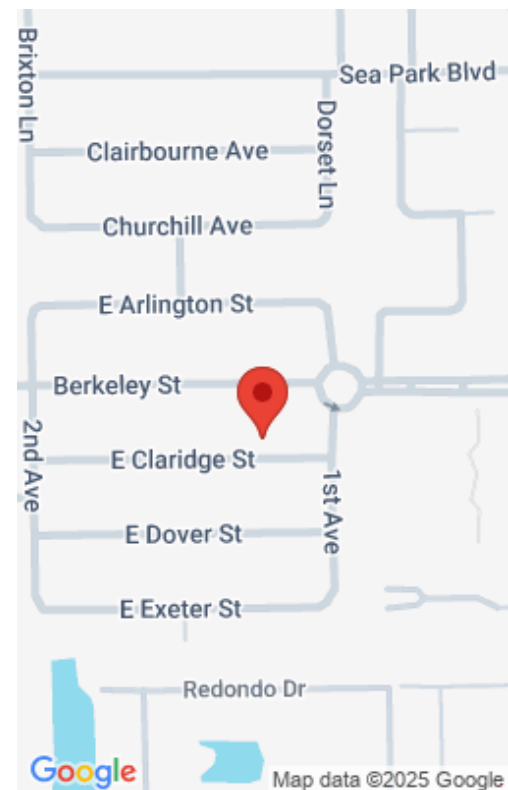 Brixton Ln
Sea Park Blvd
Dorset Ln
Clairbourne Ave
Churchill Ave
E Arlington St
Berkeley St
2nd Ave
E Claridge St
1st Ave
E Dover St
E Exeter St
Redondo Dr
Google
Map data ©2025 Google